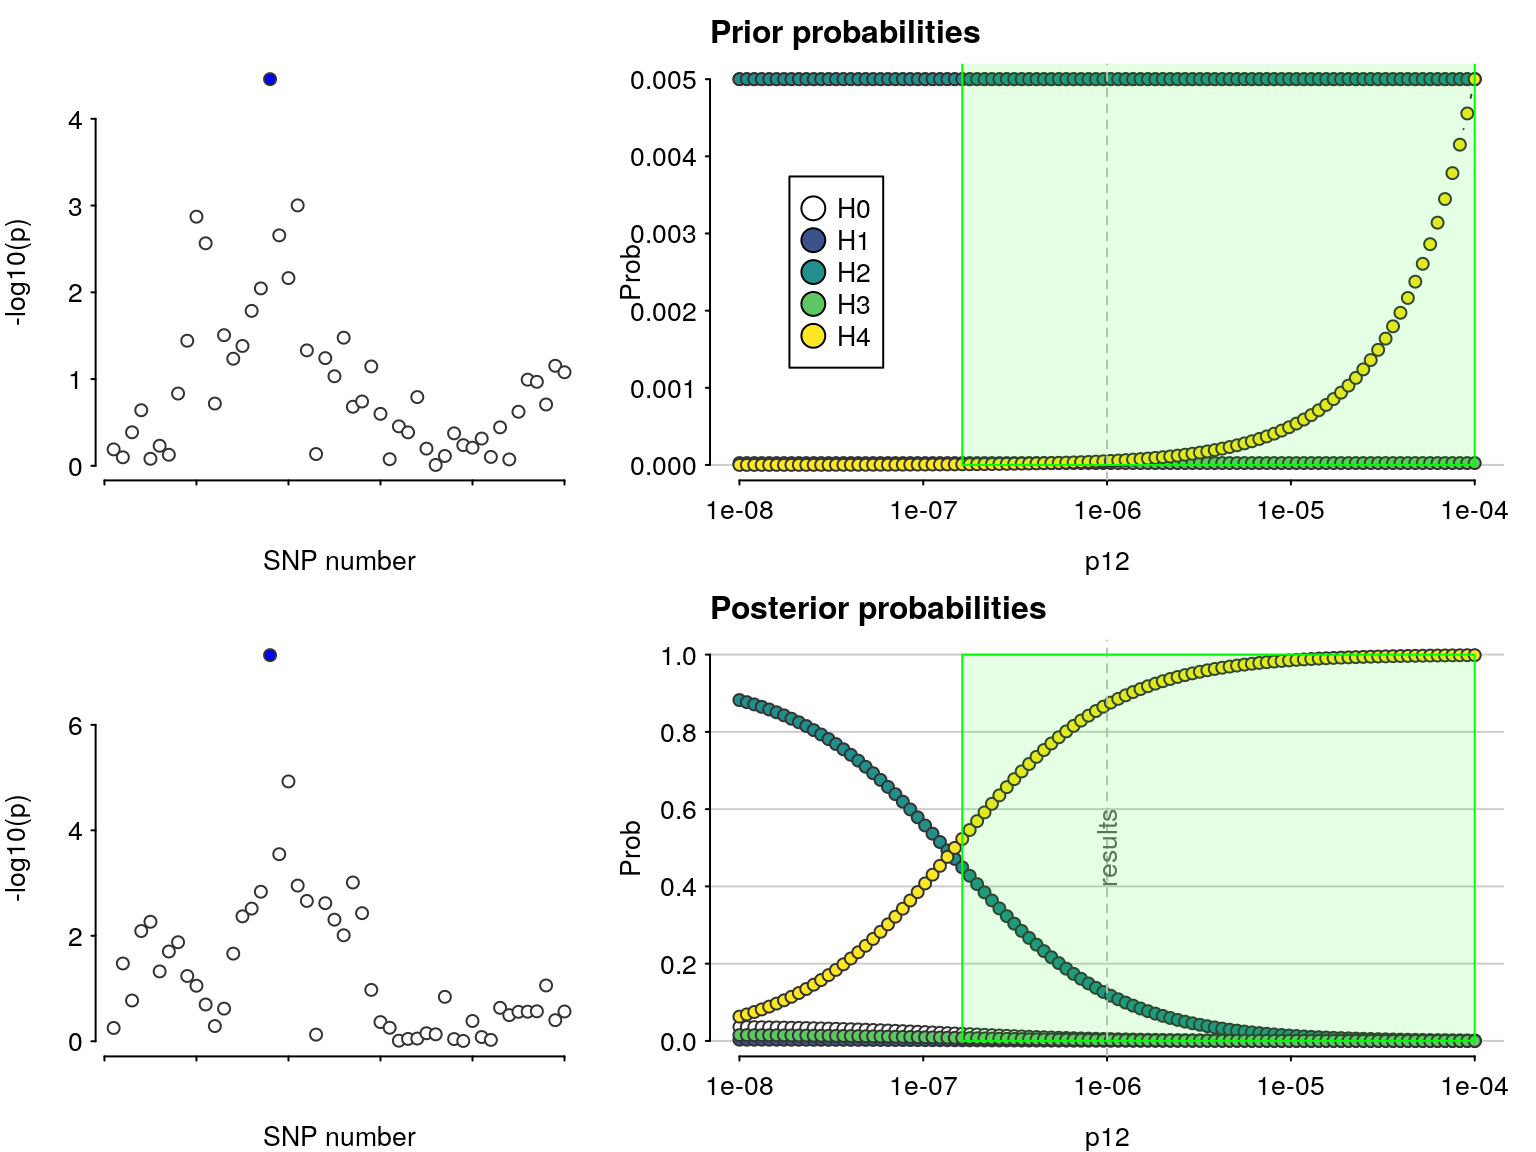 -log10(p)
4
3
2
1
0
SNP number
Prior probabilities
Prob
0.005
0.004
0.003
0.002
0.001
0.000
H0
H1
H2
H3
H4
1e-08 1e-07 1e-06 1e-05 1e-04
p12
-log10(p)
6
4
2
0
SNP number
Posterior probabilities
Prob
1.0
0.8
0.6
0.4
0.2
0.0
results
1e-08 1e-07 1e-06 1e-05 1e-04
p12